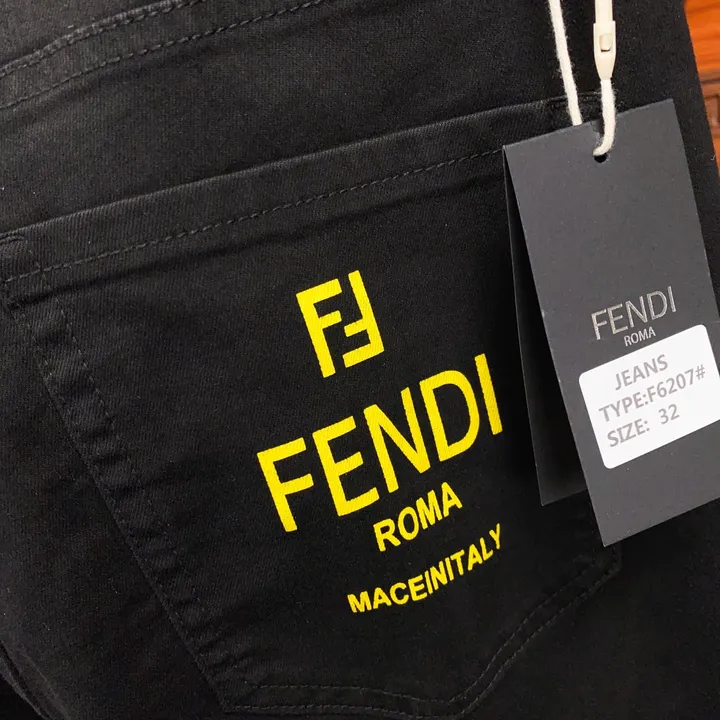 FF
FENDI
ROMA
MACEINITALY
FENDI
ROMA
JEANS
TYPE:F6207#
SIZE: 32